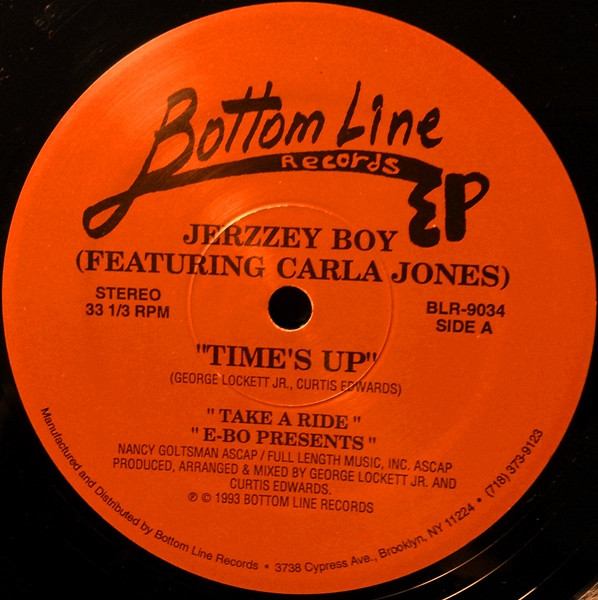 Bottom Line
Records
EP
JERZZEY BOY
(FEATURING CARLA JONES)
STEREO
33 1/3 RPM
BLR-9034
SIDE A
"TIME'S UP"
(GEORGE LOCKETT JR., CURTIS EDWARDS)
" TAKE A RIDE "
" E-BO PRESENTS "
NANCY GOLTSMAN ASCAP / FULL LENGTH MUSIC, INC. ASCAP
PRODUCED, ARRANGED & MIXED BY GEORGE LOCKETT JR. AND
CURTIS EDWARDS.
℗ © 1993 BOTTOM LINE RECORDS
Manufactured and Distributed by Bottom Line Records • 3738 Cypress Ave., Brooklyn, NY 11224 • (718) 373-9123